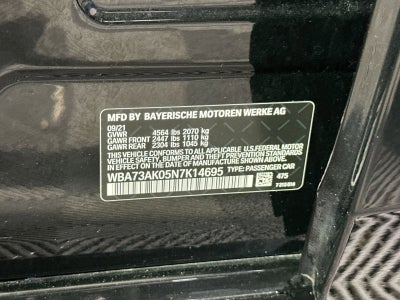 MFD BY BAYERISCHE MOTOREN WERKE AG
09/21
GVWR 4564 lbs 2070 kg
GAWR FRONT 2447 lbs 1110 kg
GAWR REAR 2304 lbs 1045 kg
THIS VEHICLE CONFORMS TO ALL APPLICABLE U.S. FEDERAL MOTOR
VEHICLE SAFETY, BUMPER AND THEFT PREVENTION STANDARDS
IN EFFECT ON THE DATE OF MANUFACTURE SHOWN ABOVE.
WBA73AK05N7K14695 TYPE: PASSENGER CAR
475